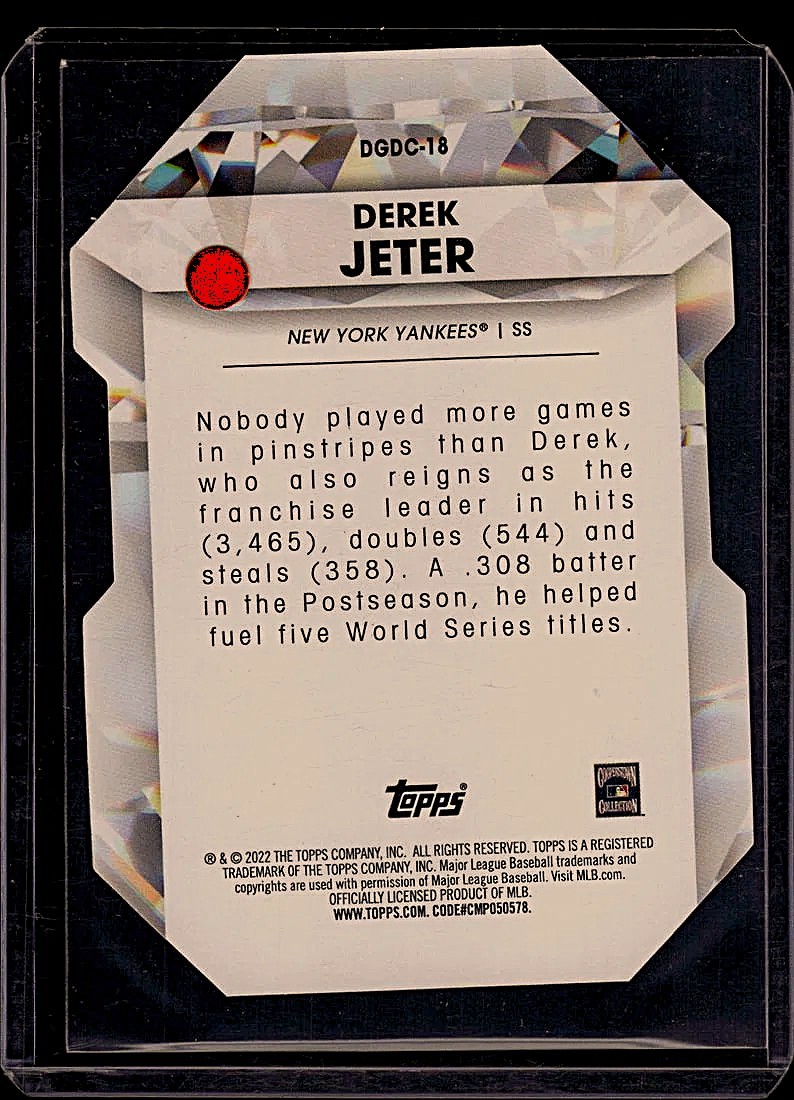 DGDC-18
DEREK
JETER
NEW YORK YANKEES® | SS
Nobody played more games
in pinstripes than Derek,
who also reigns as the
franchise leader in hits
(3,465), doubles (544) and
steals (358). A .308 batter
in the Postseason, he helped
fuel five World Series titles.
topps®
COOPERSTOWN
COLLECTION
® & © 2022 THE TOPPS COMPANY, INC. ALL RIGHTS RESERVED. TOPPS IS A REGISTERED
TRADEMARK OF THE TOPPS COMPANY, INC. Major League Baseball trademarks and
copyrights are used with permission of Major League Baseball. Visit MLB.com.
OFFICIALLY LICENSED PRODUCT OF MLB.
WWW.TOPPS.COM. CODE#CMP050578.